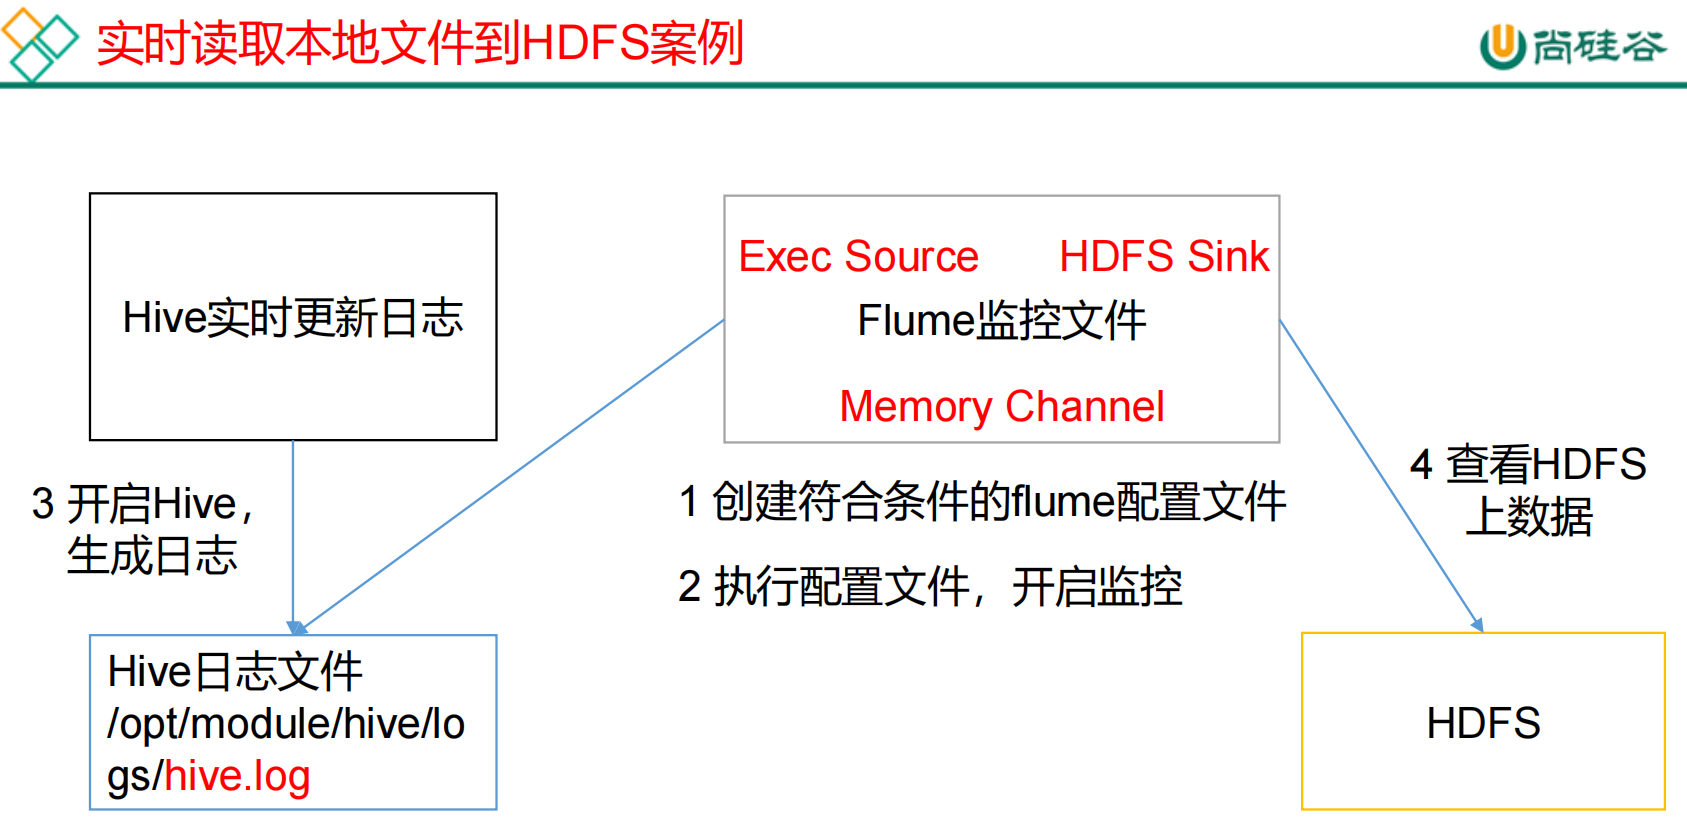 实时读取本地文件到HDFS案例
尚硅谷
Hive实时更新日志
Exec Source
HDFS Sink
Flume监控文件
Memory Channel
3 开启Hive，
生成日志
1 创建符合条件的flume配置文件
2 执行配置文件，开启监控
4 查看HDFS
上数据
Hive日志文件
/opt/module/hive/lo
gs/hive.log
HDFS